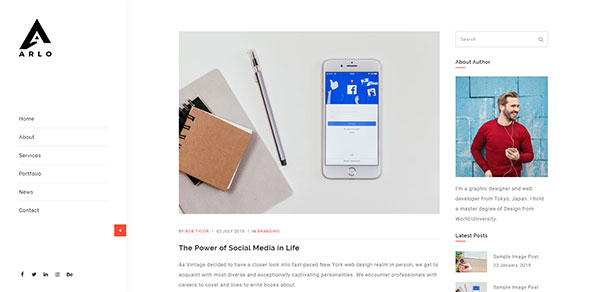 ARLO
Home
About
Services
Portfolio
News
Contact
BY BOB TYLOR | 02 JULY 2019 | IN BRANDING
The Power of Social Media in Life
Aa Vintage decided to have a closer look into fast-paced New York web design realm in person, we get to
acquaint with most diverse and exceptionally captivating personalities. We encounter professionals with
careers to covet and lives to write books about.
Search
About Author
I'm a graphic designer and web
developer from Tokyo, Japan. I hold
a master degree of Design from
World University.
Latest Posts
Sample Image Post
22 January, 2019
Sample Image Post